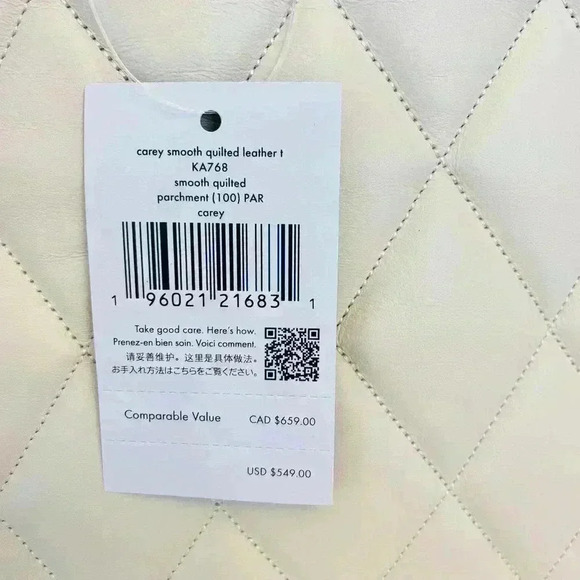 carey smooth quilted leather t
KA768
smooth quilted
parchment (100) PAR
carey
1 96021 21683 1
Take good care. Here's how.
Prenez-en bien soin. Voici comment.
请妥善维护。这里是具体做法。
お手入れ方法はこちらをご覧ください。
Comparable Value CAD $659.00
USD $549.00